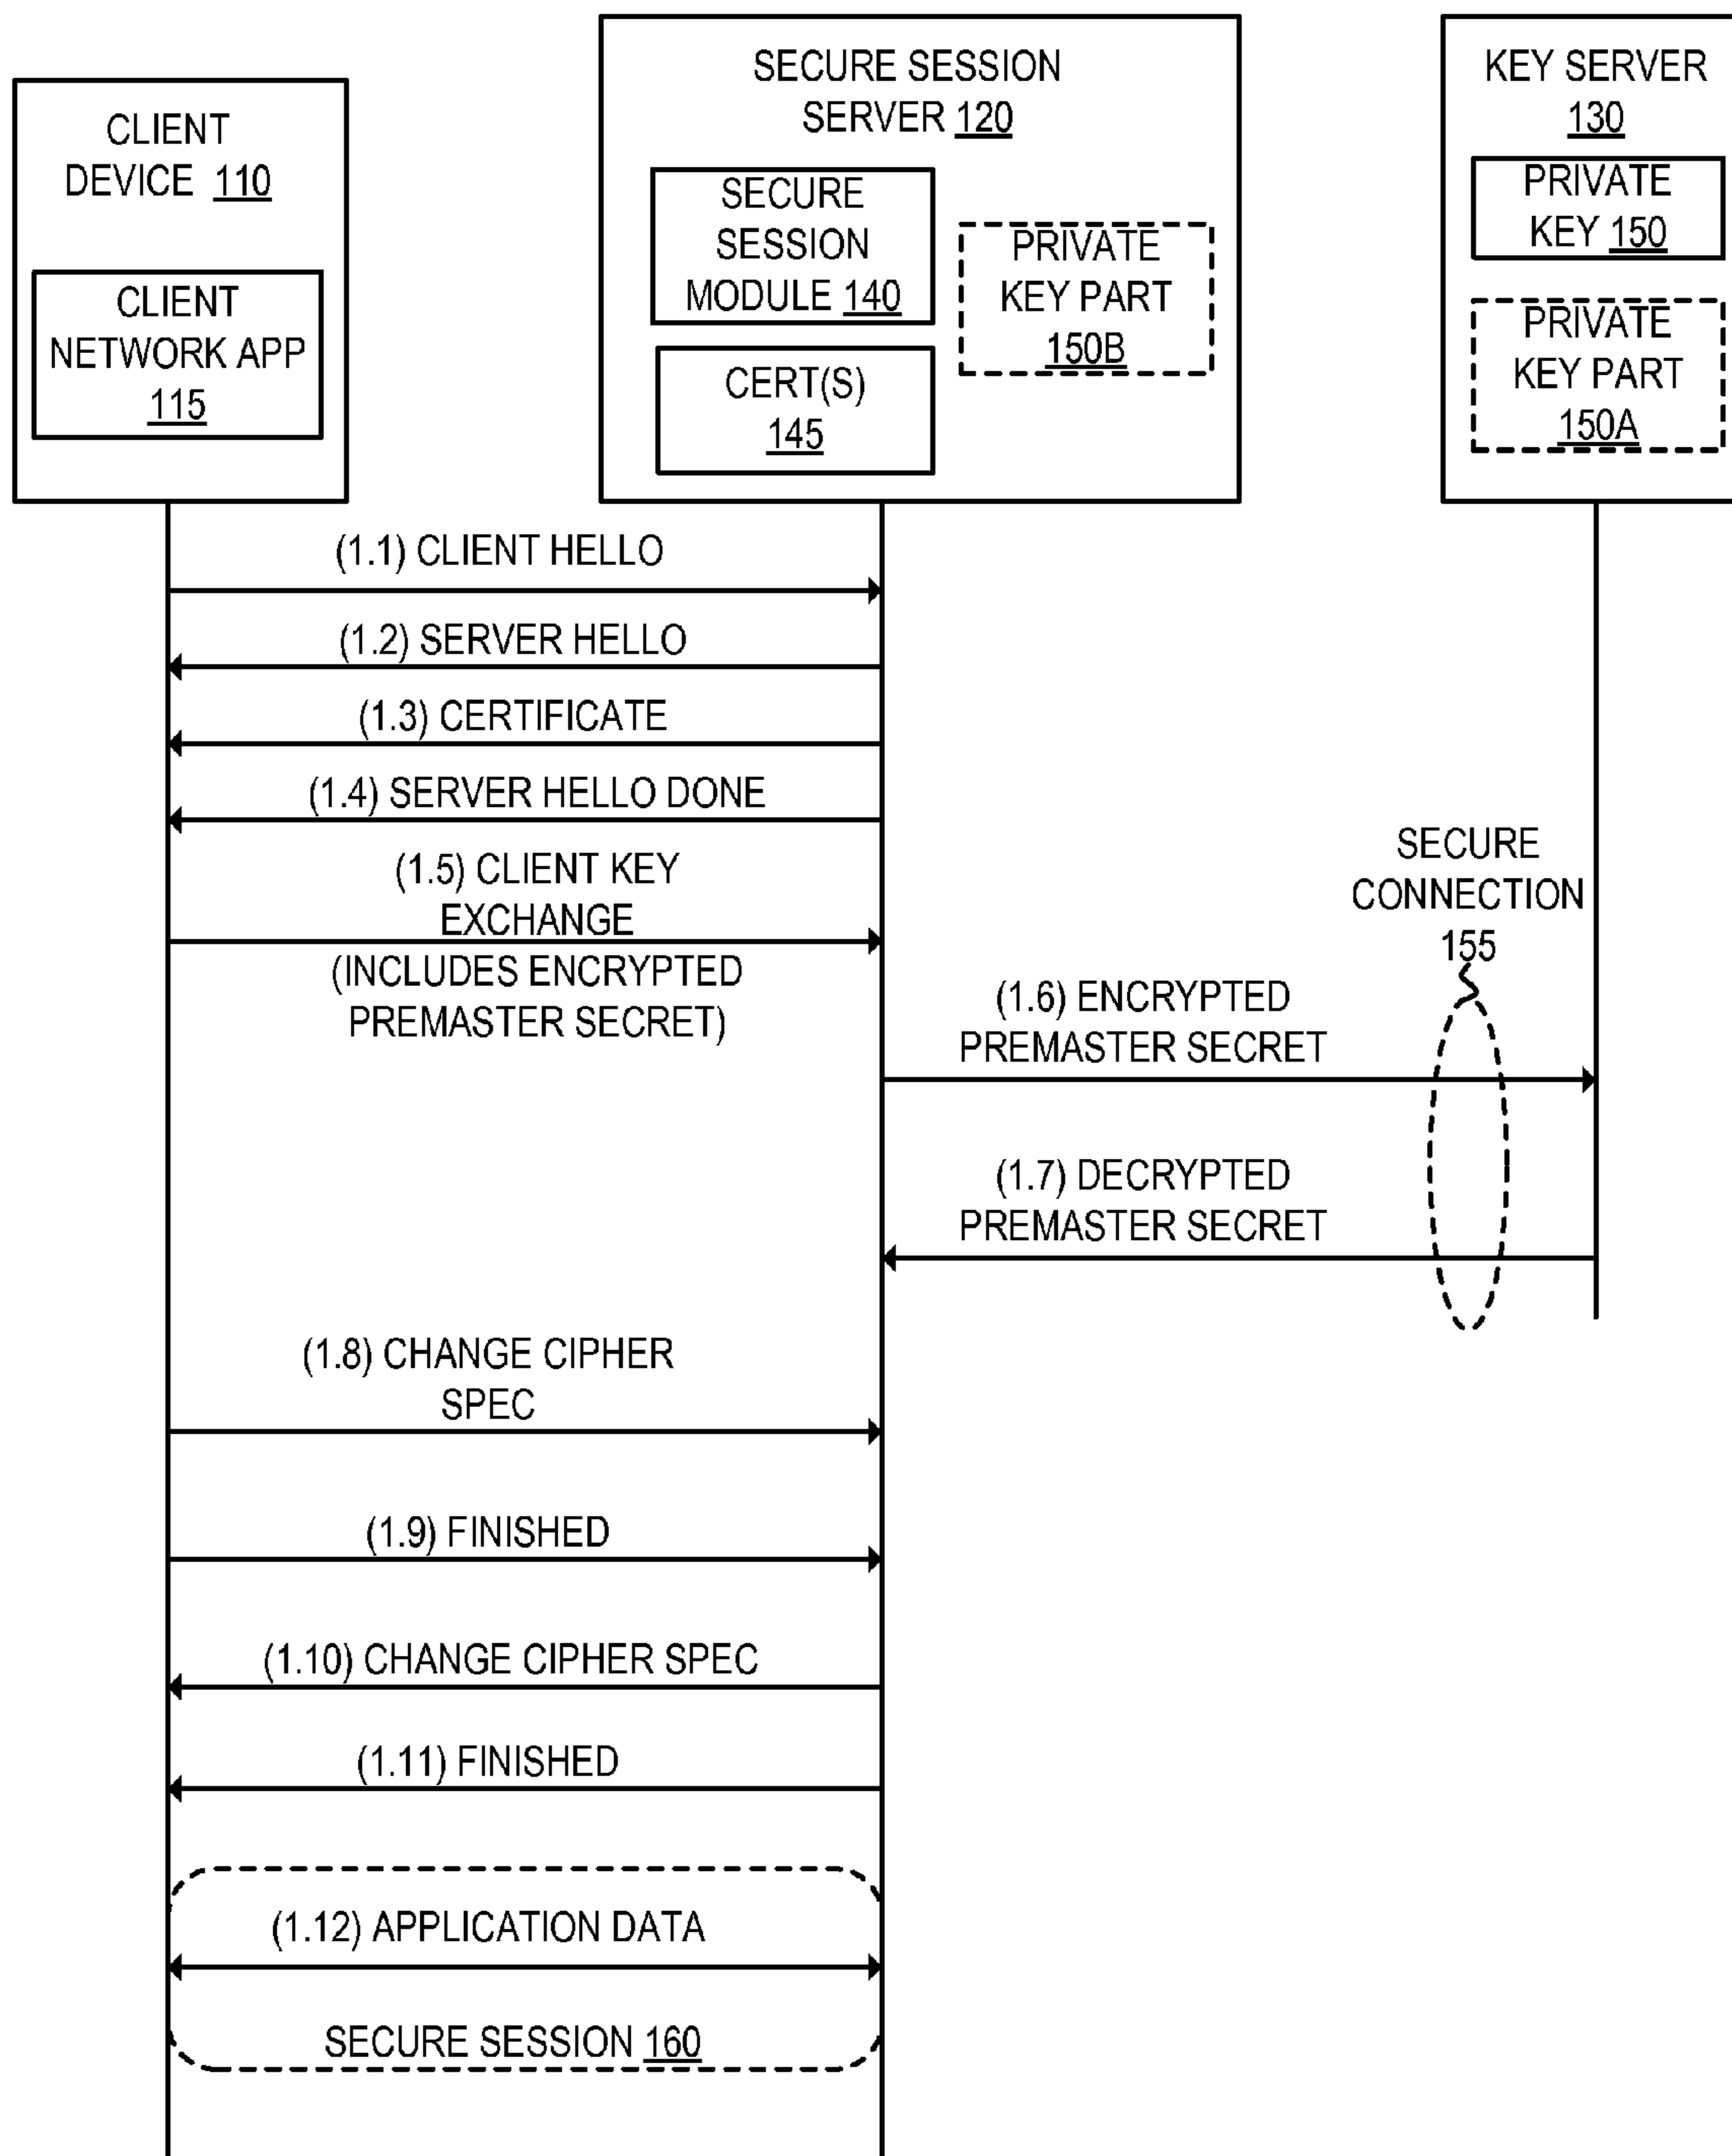 CLIENT
DEVICE 110
CLIENT
NETWORK APP
115
SECURE SESSION
SERVER 120
SECURE
SESSION
MODULE 140
CERT(S)
145
PRIVATE
KEY PART
150B
KEY SERVER
130
PRIVATE
KEY 150
PRIVATE
KEY PART
150A
(1.1) CLIENT HELLO
(1.2) SERVER HELLO
(1.3) CERTIFICATE
(1.4) SERVER HELLO DONE
(1.5) CLIENT KEY
EXCHANGE
(INCLUDES ENCRYPTED
PREMASTER SECRET)
SECURE
CONNECTION
155
(1.6) ENCRYPTED
PREMASTER SECRET
(1.7) DECRYPTED
PREMASTER SECRET
(1.8) CHANGE CIPHER
SPEC
(1.9) FINISHED
(1.10) CHANGE CIPHER SPEC
(1.11) FINISHED
(1.12) APPLICATION DATA
SECURE SESSION 160